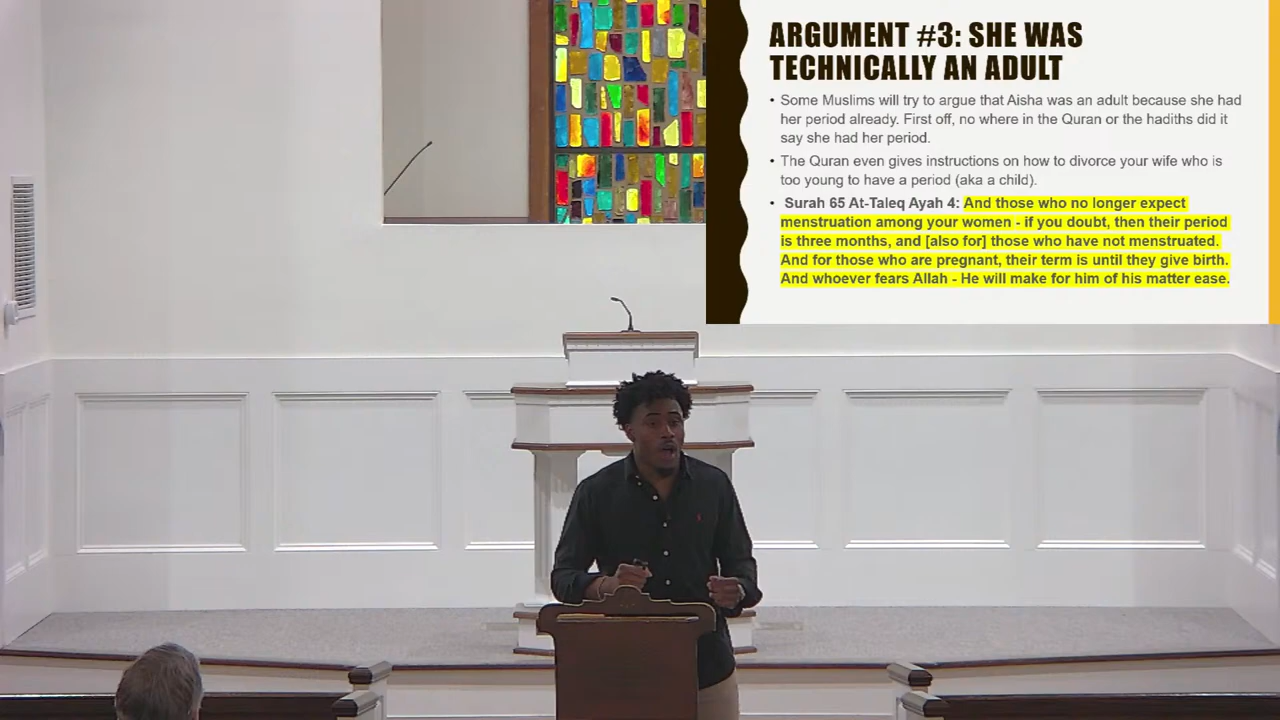 ARGUMENT #3: SHE WAS
TECHNICALLY AN ADULT
• Some Muslims will try to argue that Aisha was an adult because she had
her period already. First off, no where in the Quran or the hadiths did it
say she had her period.
• The Quran even gives instructions on how to divorce your wife who is
too young to have a period (aka a child).
• Surah 65 At-Taleq Ayah 4: And those who no longer expect
menstruation among your women - if you doubt, then their period
is three months, and [also for] those who have not menstruated.
And for those who are pregnant, their term is until they give birth.
And whoever fears Allah - He will make for him of his matter ease.